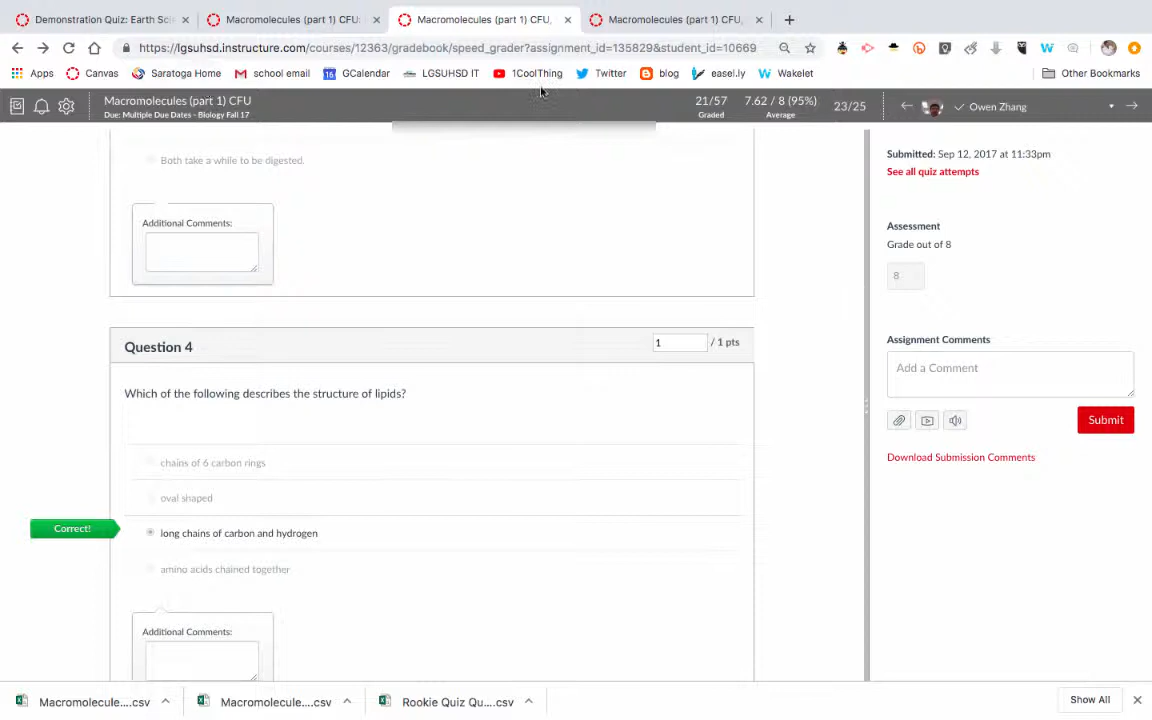 Demonstration Quiz: Earth Sci
Macromolecules (part 1) CFU:
Macromolecules (part 1) CFU,
Macromolecules (part 1) CFU,
https://lgsuhsd.instructure.com/courses/12363/gradebook/speed_grader?assignment_id=135829&student_id=10669
Apps Canvas Saratoga Home school email GCalendar LGSUHSD IT 1CoolThing Twitter blog easel.ly Wakelet Other Bookmarks
Macromolecules (part 1) CFU
Due: Multiple Due Dates - Biology Fall 17
21/57
Graded
7.62 / 8 (95%)
Average
23/25
Owen Zhang
Both take a while to be digested.
Additional Comments:
Question 4
1 / 1 pts
Which of the following describes the structure of lipids?
chains of 6 carbon rings
oval shaped
Correct!
long chains of carbon and hydrogen
amino acids chained together
Additional Comments:
Submitted: Sep 12, 2017 at 11:33pm
See all quiz attempts
Assessment
Grade out of 8
8
Assignment Comments
Add a Comment
Submit
Download Submission Comments
Macromolecule....csv
Macromolecule....csv
Rookie Quiz Qu....csv
Show All